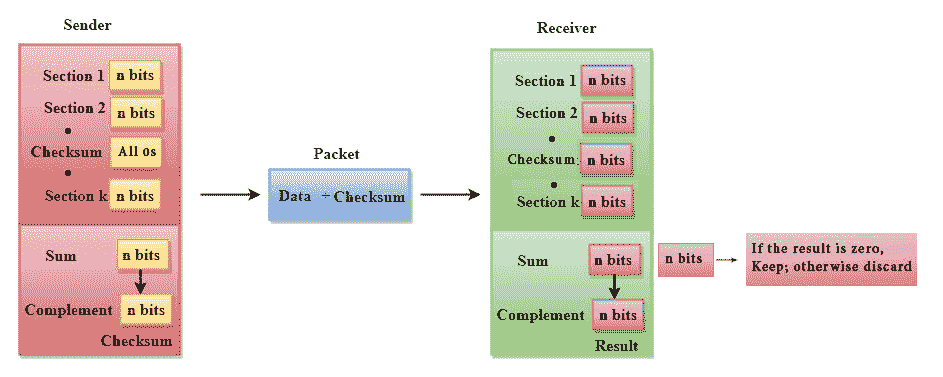 Sender
Section 1 n bits
Section 2 n bits
Checksum All os
Section k n bits
Sum n bits
Complement n bits
Checksum
Packet
Data + Checksum
Receiver
Section 1 n bits
Section 2 n bits
Checksum: n bits
Section k n bits
Sum n bits
Complement n bits
Result
n bits
If the result is zero,
Keep; otherwise discard